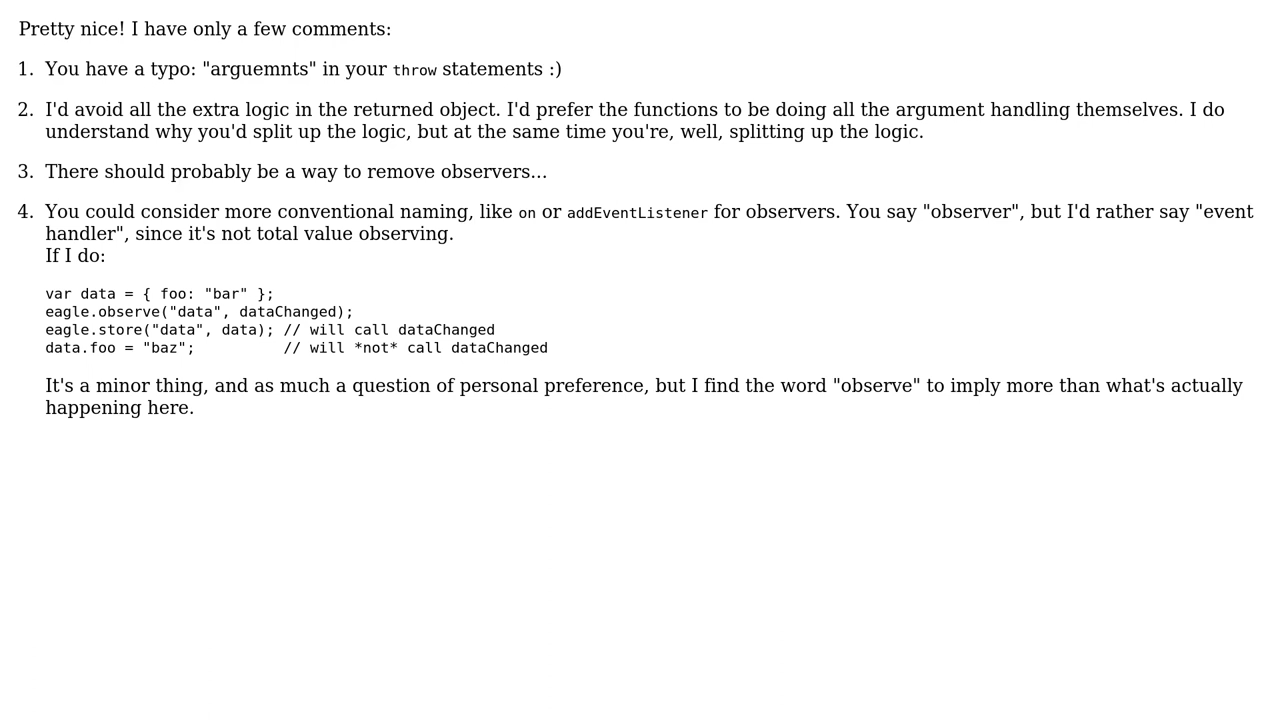 Pretty nice! I have only a few comments:
1. You have a typo: "arguemnts" in your throw statements :)
2. I'd avoid all the extra logic in the returned object. I'd prefer the functions to be doing all the argument handling themselves. I do
understand why you'd split up the logic, but at the same time you're, well, splitting up the logic.
3. There should probably be a way to remove observers...
4. You could consider more conventional naming, like on or addEventListener for observers. You say "observer", but I'd rather say "event
handler", since it's not total value observing.
If I do:
var data = { foo: "bar" };
eagle.observe("data", dataChanged);
eagle.store("data", data); // will call dataChanged
data.foo = "baz";          // will *not* call dataChanged
It's a minor thing, and as much a question of personal preference, but I find the word "observe" to imply more than what's actually
happening here.